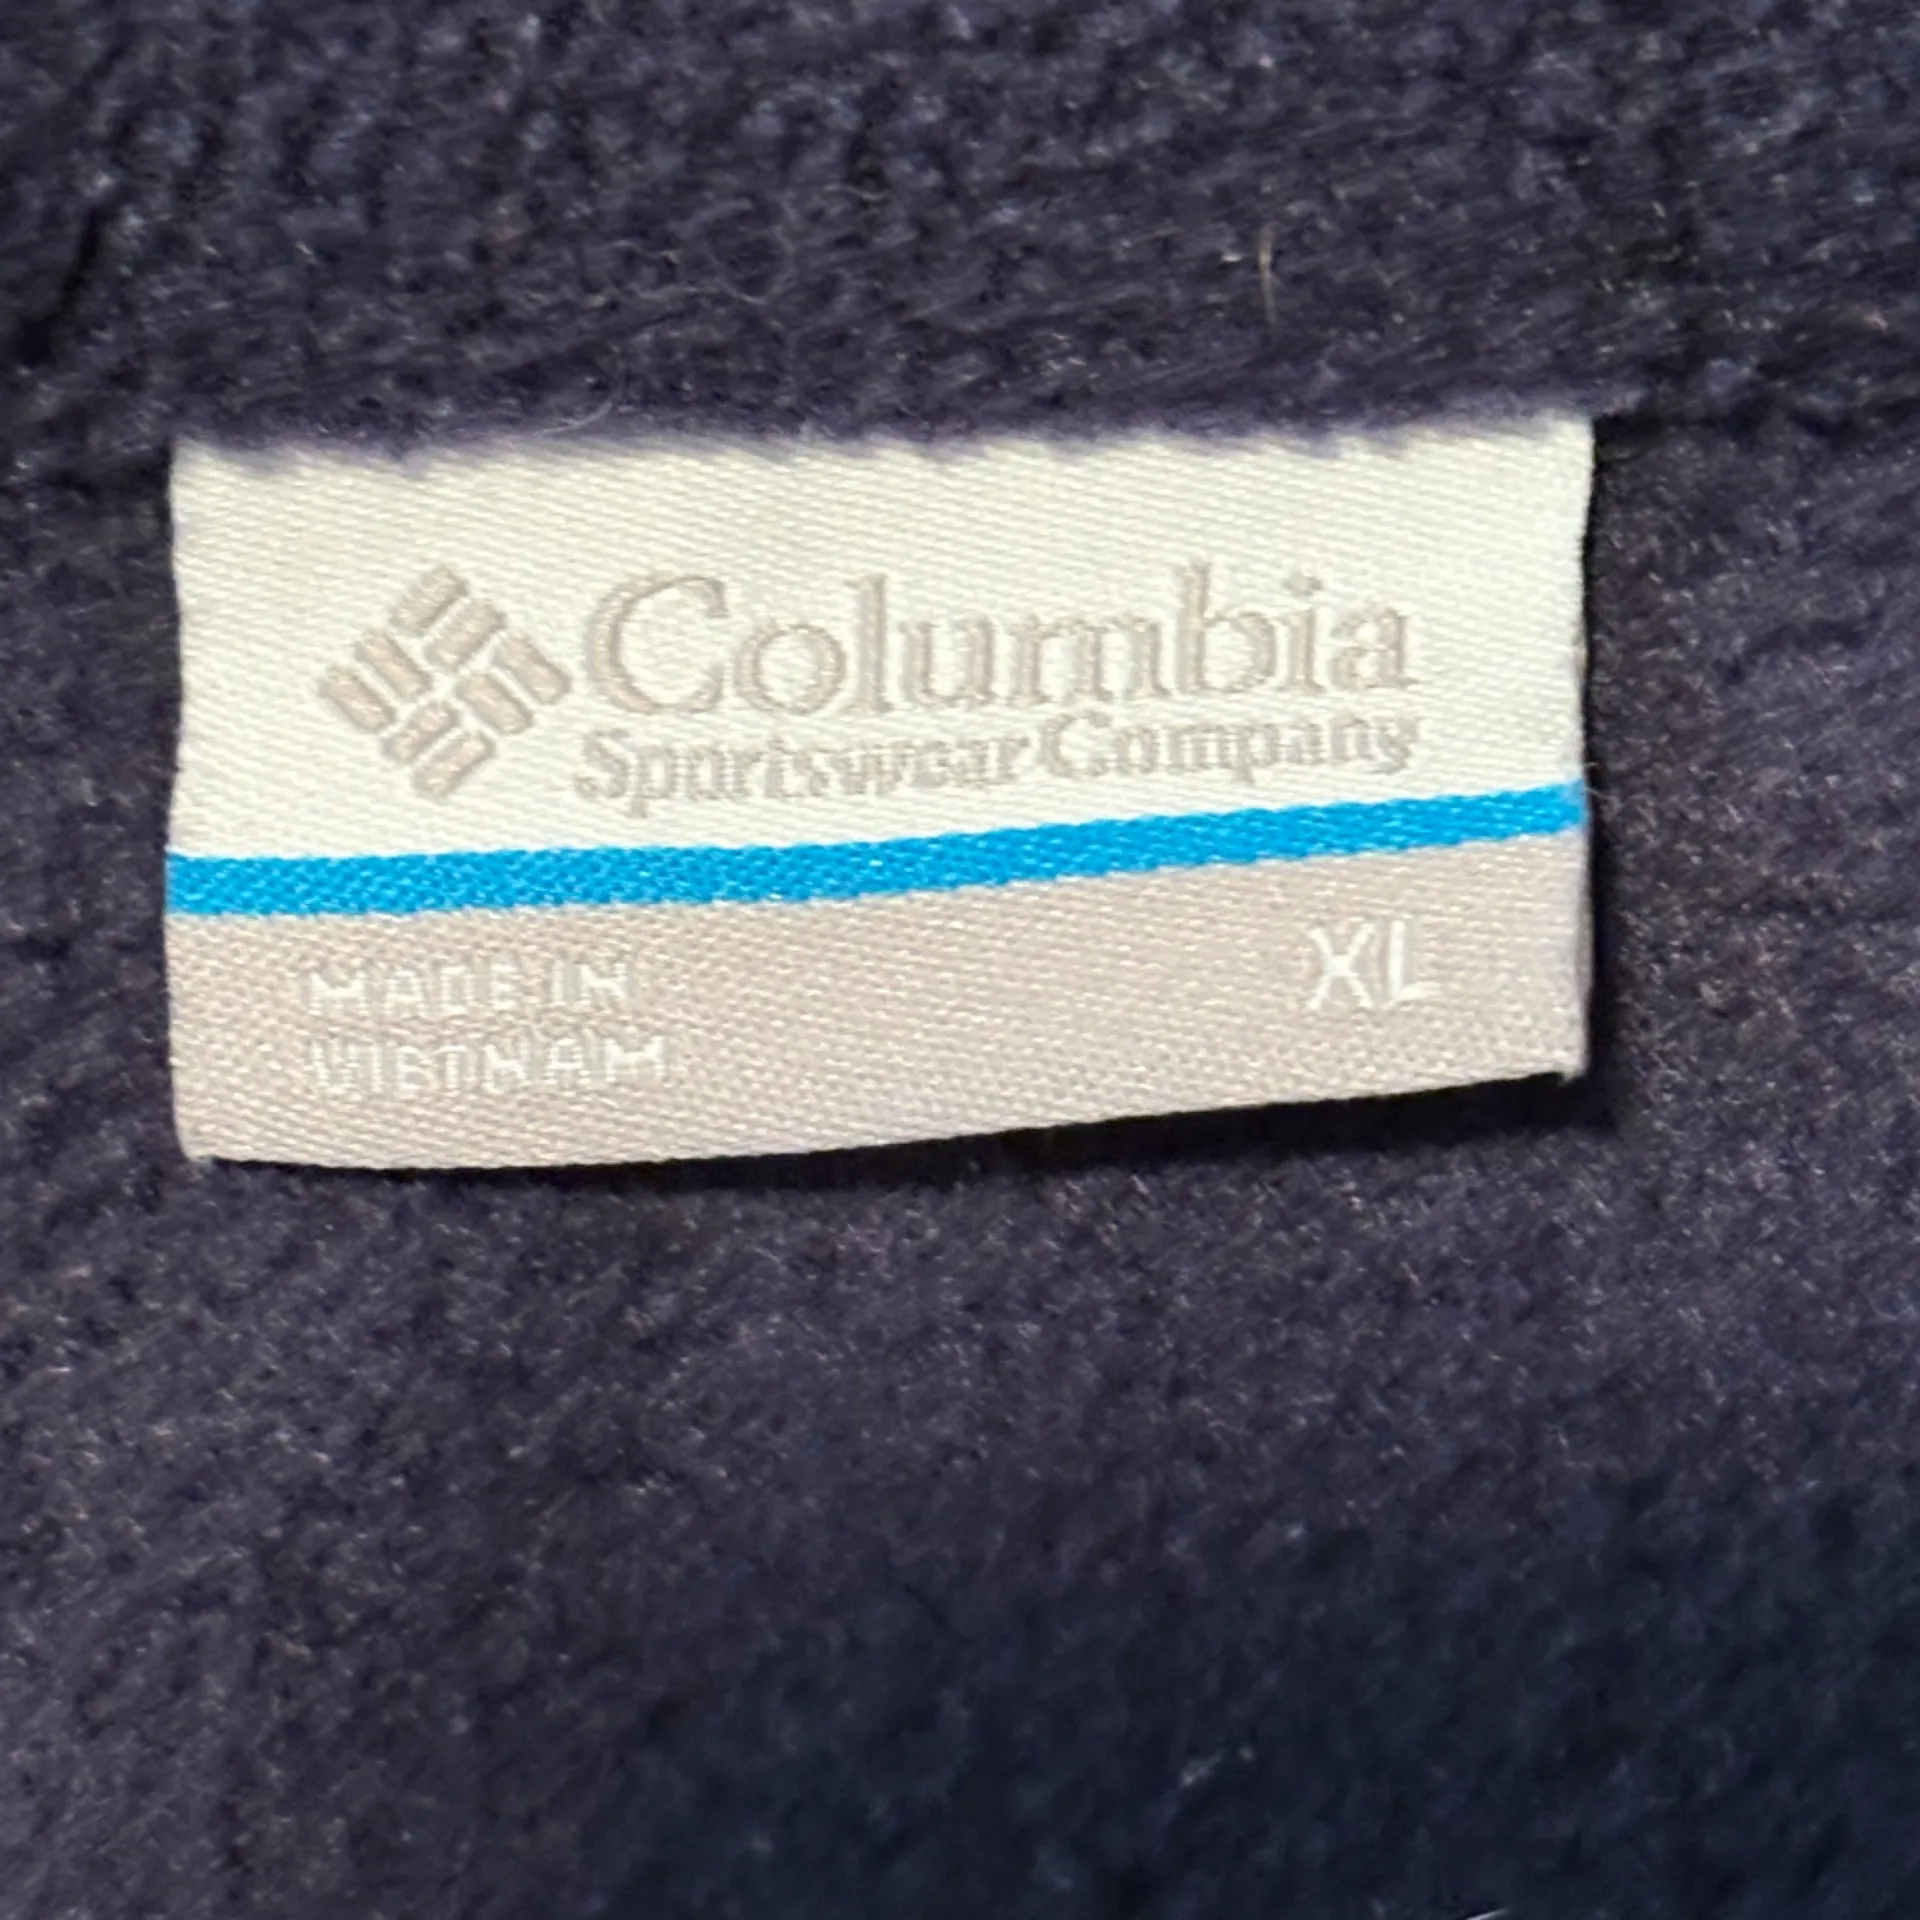 Columbia
Sportswear Company
XL
MADE IN
VIETNAM